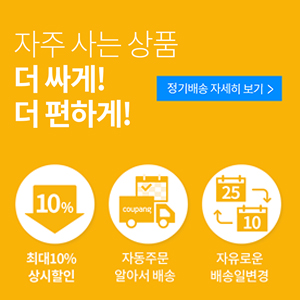 자주 사는 상품
더 싸게!
더 편하게!
정기배송 자세히 보기 >
10%
coupang
25
10
최대10%
상시할인
자동주문
알아서 배송
자유로운
배송일변경